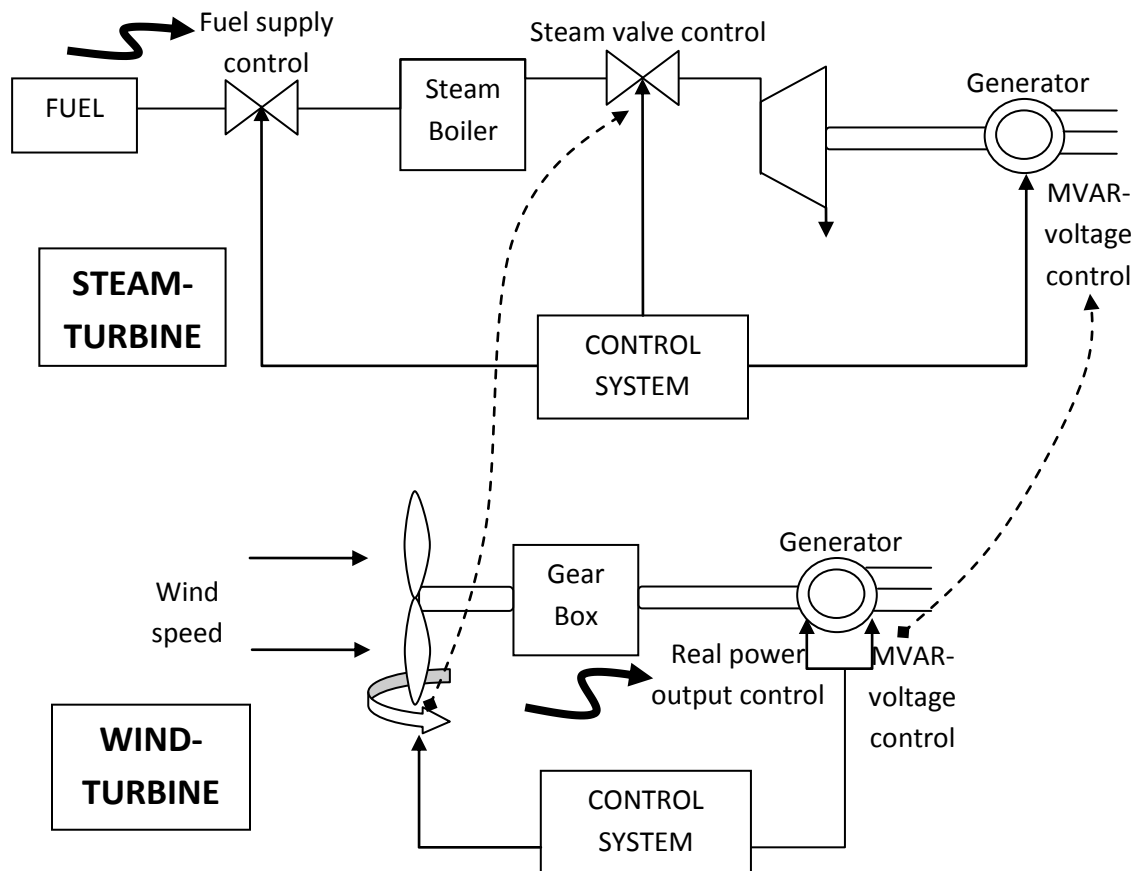 Fuel supply
control
FUEL
Steam
Boiler
Steam valve control
Generator
MVAR-
voltage
control
STEAM-
TURBINE
CONTROL
SYSTEM
Wind
speed
Gear
Box
Generator
Real power
output control
MVAR-
voltage
control
WIND-
TURBINE
CONTROL
SYSTEM